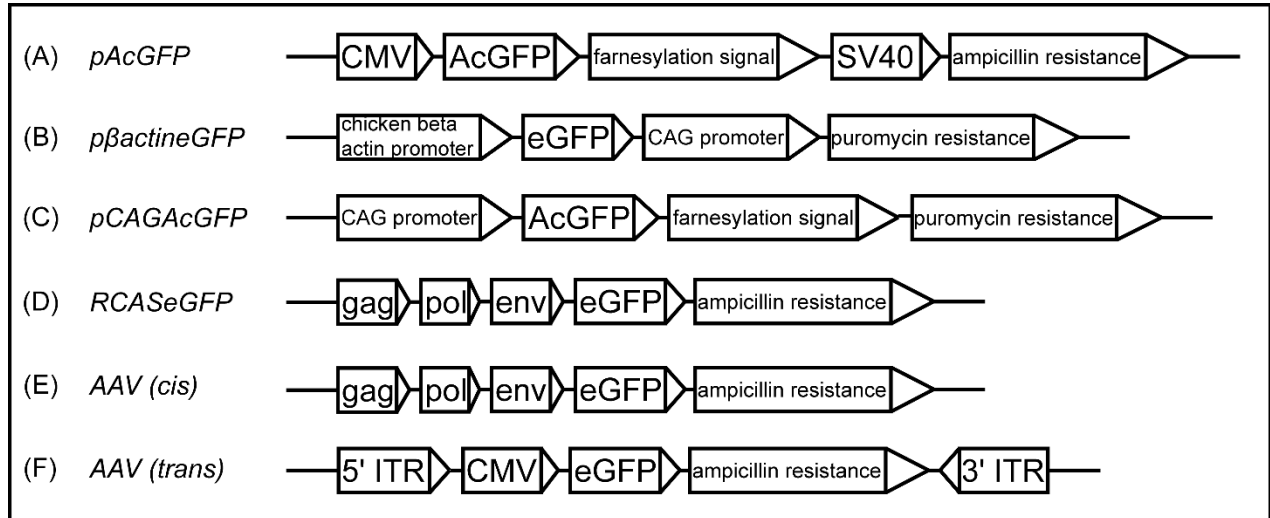 (A) pAcGFP CMV AcGFP farnesylation signal SV40 ampicillin resistance
(B) pβactineGFP chicken beta actin promoter eGFP CAG promoter puromycin resistance
(C) pCAGAcGFP CAG promoter AcGFP farnesylation signal puromycin resistance
(D) RCASeGFP gag pol env eGFP ampicillin resistance
(E) AAV (cis) gag pol env eGFP ampicillin resistance
(F) AAV (trans) 5' ITR CMV eGFP ampicillin resistance 3' ITR